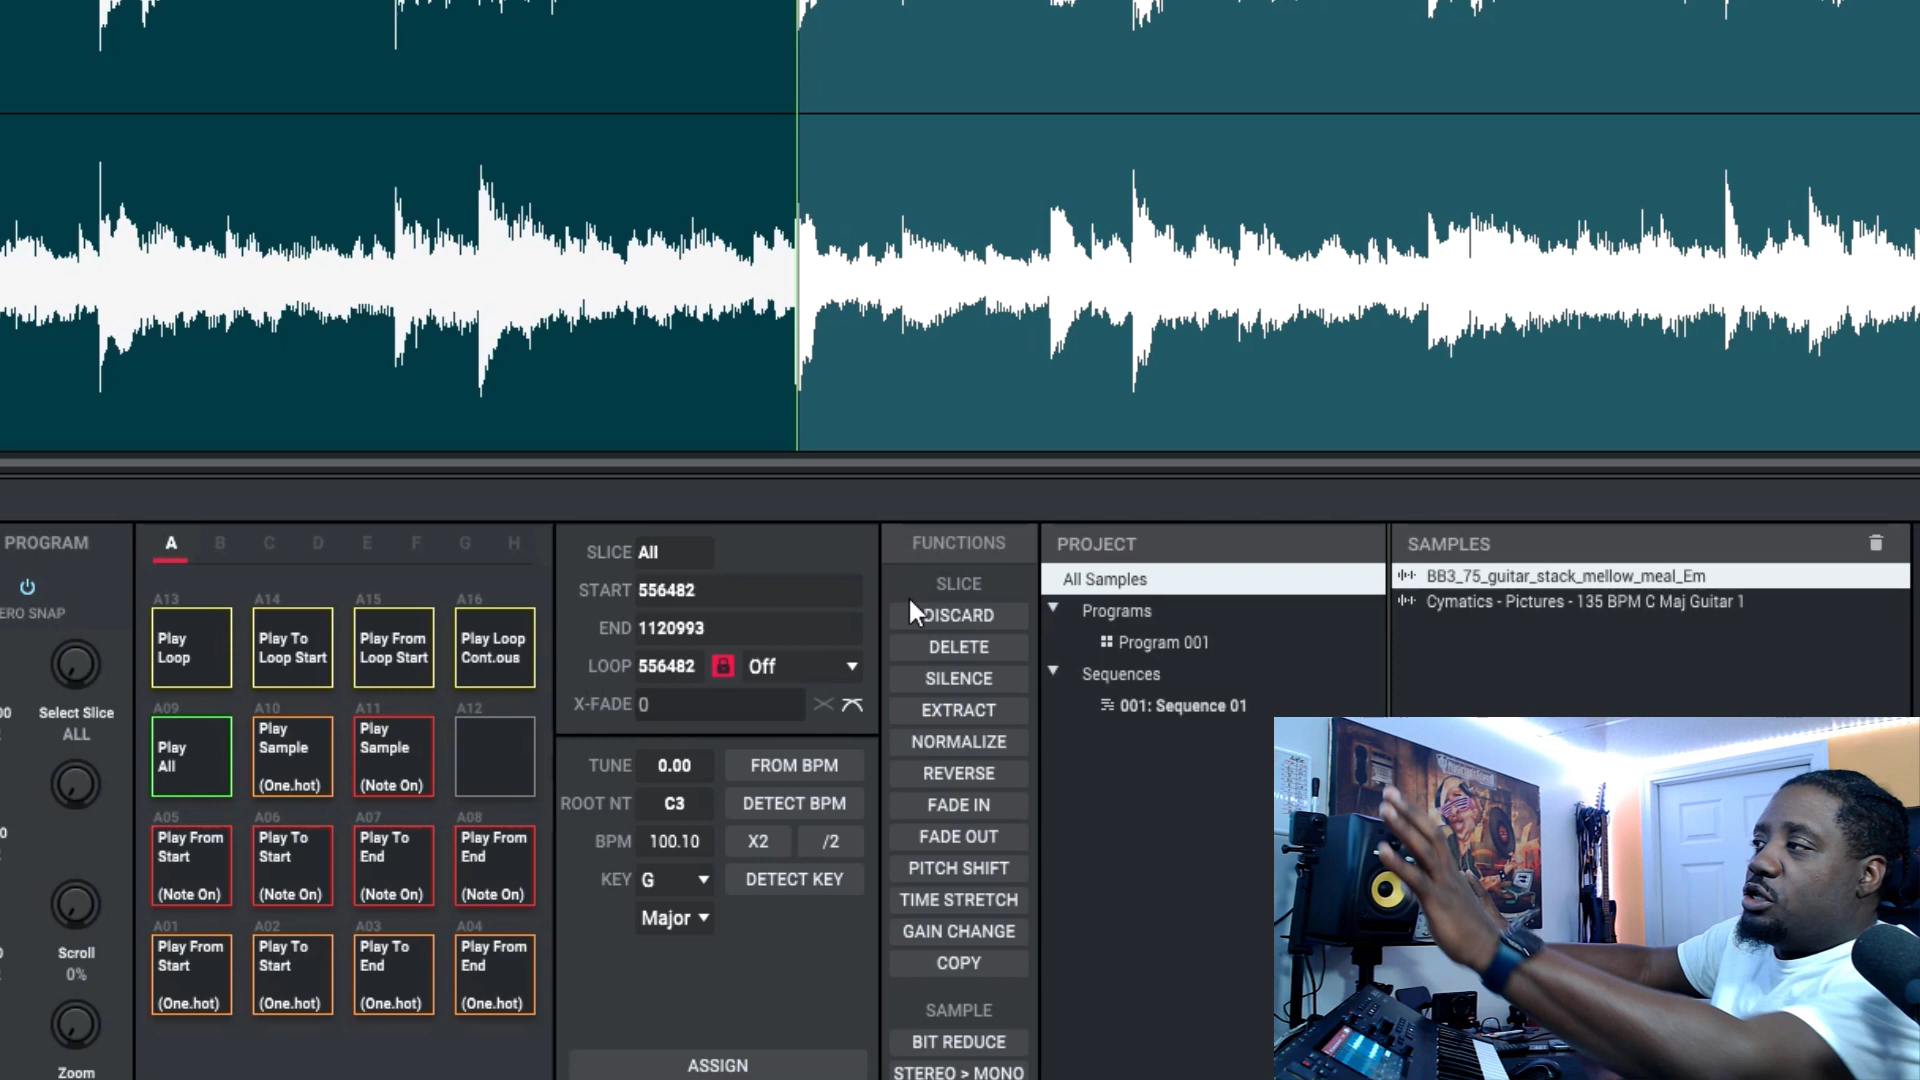 PROGRAM
ERO SNAP
00
Select Slice
ALL
0
Scroll
0%
Zoom
A B C D E F G H
A13 A14 A15 A16
Play Loop
Play To Loop Start
Play From Loop Start
Play Loop Cont.ous
A09 A10 A11 A12
Play All
Play Sample (One.hot)
Play Sample (Note On)
A05 A06 A07 A08
Play From Start (Note On)
Play To Start (Note On)
Play To End (Note On)
Play From End (Note On)
A01 A02 A03 A04
Play From Start (One.hot)
Play To Start (One.hot)
Play To End (One.hot)
Play From End (One.hot)
SLICE All
START 556482
END 1120993
LOOP 556482 Off
X-FADE 0
TUNE 0.00 FROM BPM
ROOT NT C3 DETECT BPM
BPM 100.10 X2 /2
KEY G DETECT KEY
Major
ASSIGN
FUNCTIONS
SLICE
DISCARD
DELETE
SILENCE
EXTRACT
NORMALIZE
REVERSE
FADE IN
FADE OUT
PITCH SHIFT
TIME STRETCH
GAIN CHANGE
COPY
SAMPLE
BIT REDUCE
STEREO > MONO
PROJECT
All Samples
Programs
Program 001
Sequences
001: Sequence 01
SAMPLES
BB3_75_guitar_stack_mellow_meal_Em
Cymatics - Pictures - 135 BPM C Maj Guitar 1